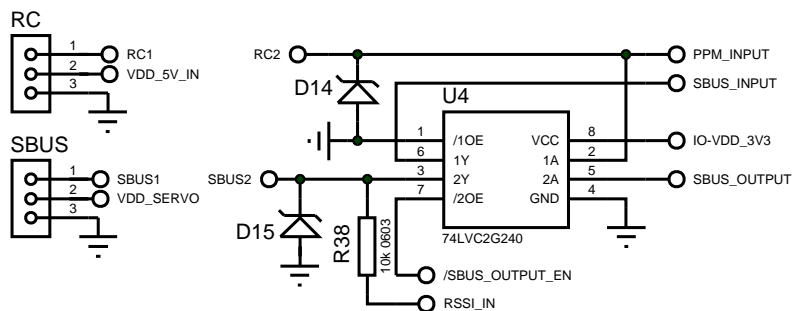 RC
1
RC1
2
VDD_5V_IN
3
SBUS
1
SBUS1
2
VDD_SERVO
3
RC2
PPM_INPUT
D14
SBUS_INPUT
U4
1
/1OE
VCC
8
IO-VDD_3V3
6
1Y
1A
2
SBUS2
3
2Y
2A
5
SBUS_OUTPUT
7
/2OE
GND
4
74LVC2G240
D15
R38
10k 0603
/SBUS_OUTPUT_EN
RSSI_IN